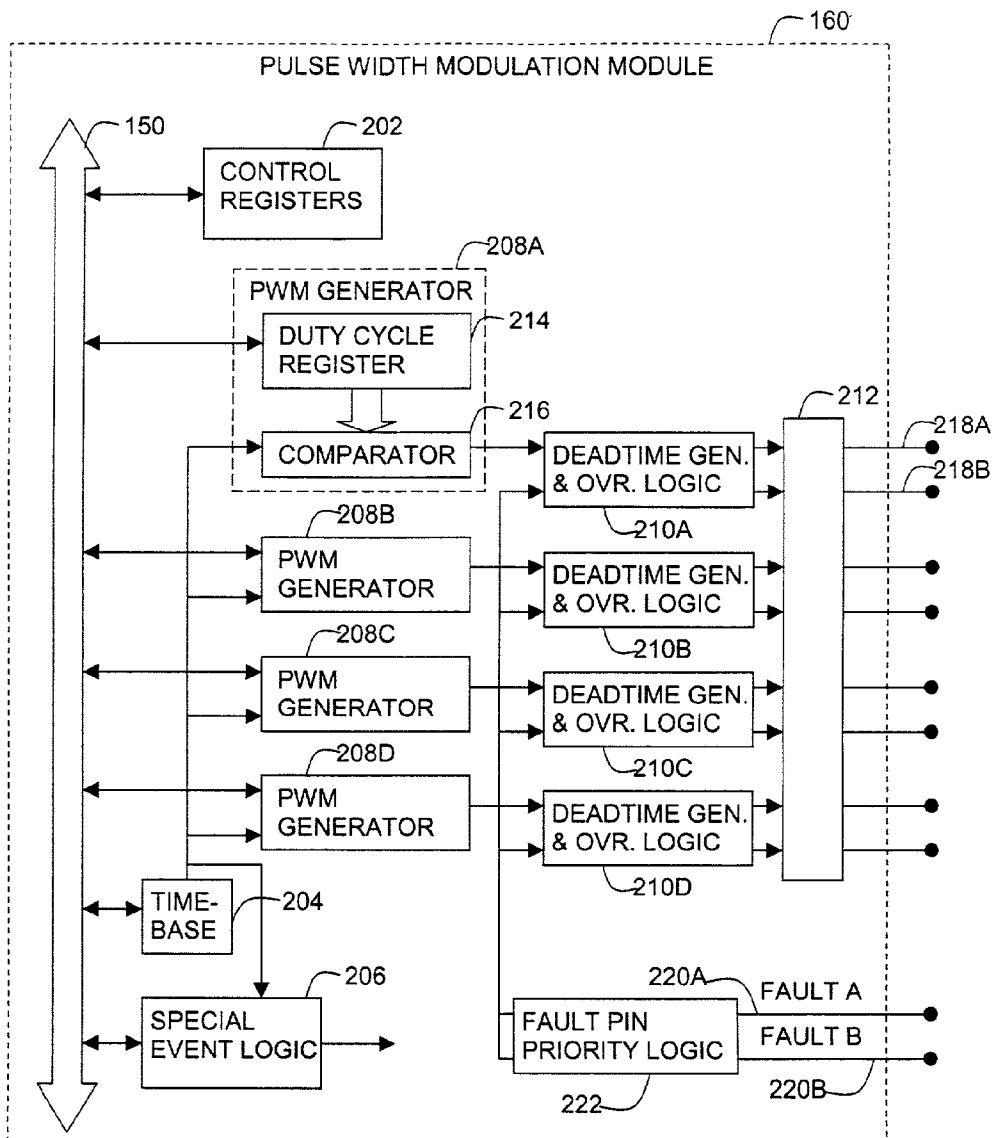 160
PULSE WIDTH MODULATION MODULE
150
202
CONTROL
REGISTERS
208A
PWM GENERATOR
DUTY CYCLE
REGISTER
214
216
COMPARATOR
212
218A
218B
DEADTIME GEN.
& OVR. LOGIC
210A
208B
PWM
GENERATOR
DEADTIME GEN.
& OVR. LOGIC
210B
208C
PWM
GENERATOR
DEADTIME GEN.
& OVR. LOGIC
210C
208D
PWM
GENERATOR
DEADTIME GEN.
& OVR. LOGIC
210D
TIME-
BASE
204
206
SPECIAL
EVENT LOGIC
220A
FAULT A
FAULT PIN
PRIORITY LOGIC
FAULT B
222
220B